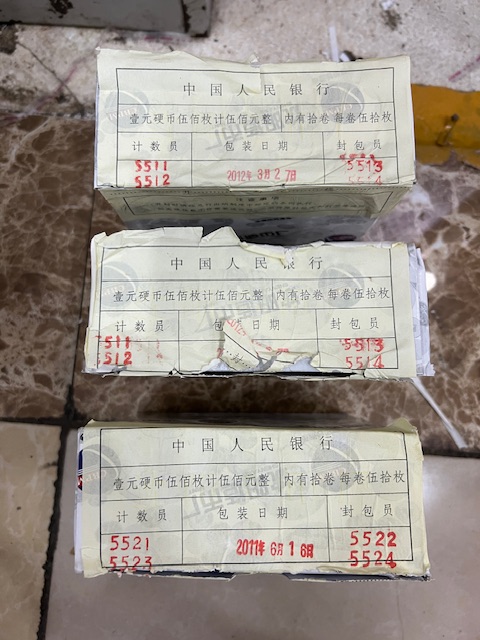 中国人民银行
壹元硬币伍佰枚计伍佰元整 内有拾卷 每卷伍拾枚
计数员 包装日期 封包员
5511 2012年3月27日 5513
5512 5514
注意事项
中国人民银行
壹元硬币伍佰枚计伍佰元整 内有拾卷 每卷伍拾枚
计数员 包装日期 封包员
511 5513
512 5514
中国人民银行
壹元硬币伍佰枚计伍佰元整 内有拾卷 每卷伍拾枚
计数员 包装日期 封包员
5521 2011年6月16日 5522
5523 5524